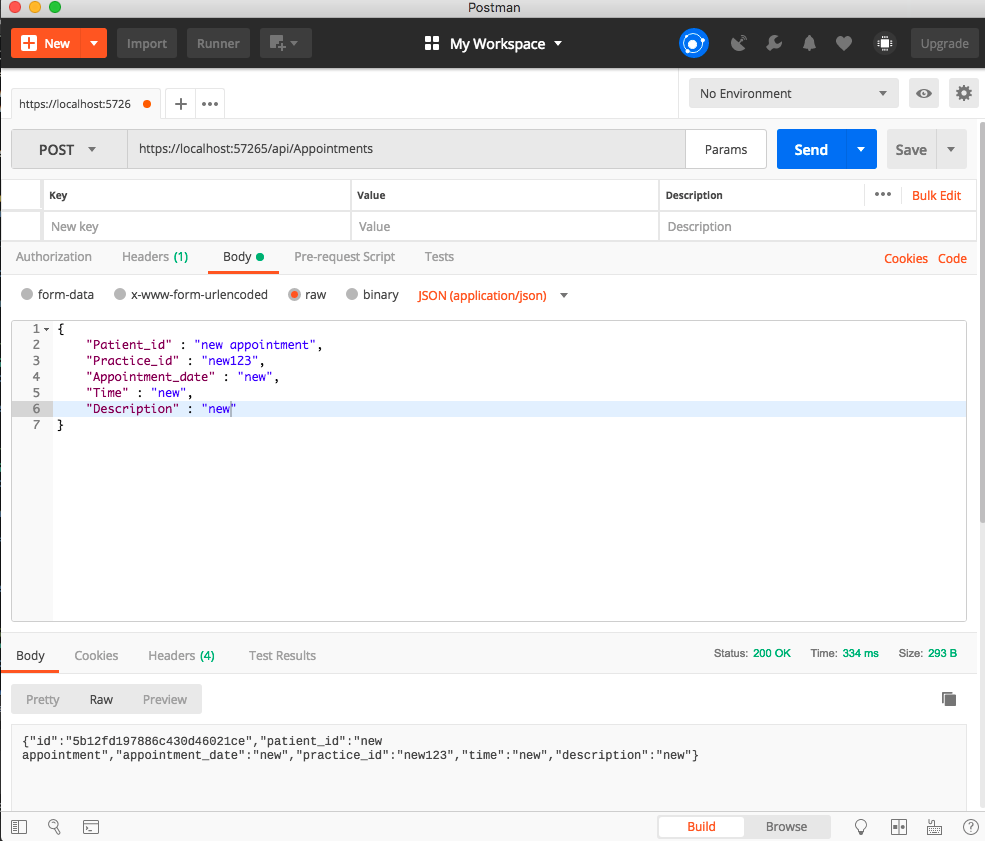 Postman
New
Import
Runner
My Workspace
Upgrade
https://localhost:5726
No Environment
POST
https://localhost:57265/api/Appointments
Params
Send
Save
Key
Value
Description
Bulk Edit
New key
Value
Description
Authorization
Headers (1)
Body
Pre-request Script
Tests
Cookies
Code
form-data
x-www-form-urlencoded
raw
binary
JSON (application/json)
1 {
2 "Patient_id" : "new appointment",
3 "Practice_id" : "new123",
4 "Appointment_date" : "new",
5 "Time" : "new",
6 "Description" : "new"
7 }
Body
Cookies
Headers (4)
Test Results
Status: 200 OK
Time: 334 ms
Size: 293 B
Pretty
Raw
Preview
{"id":"5b12fd197886c430d46021ce","patient_id":"new
appointment","appointment_date":"new","practice_id":"new123","time":"new","description":"new"}
Build
Browse